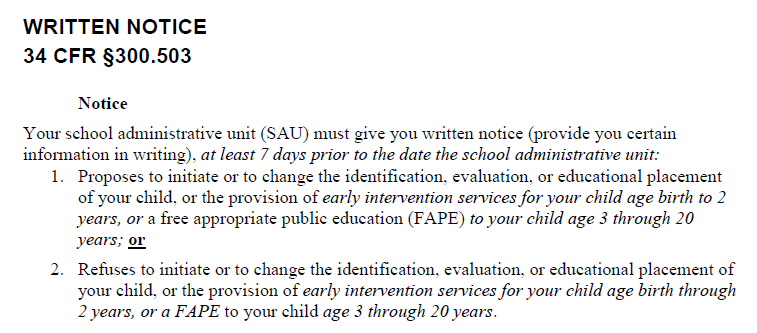 WRITTEN NOTICE
34 CFR §300.503
Notice
Your school administrative unit (SAU) must give you written notice (provide you certain
information in writing), at least 7 days prior to the date the school administrative unit:
1. Proposes to initiate or to change the identification, evaluation, or educational placement
of your child, or the provision of early intervention services for your child age birth to 2
years, or a free appropriate public education (FAPE) to your child age 3 through 20
years; or
2. Refuses to initiate or to change the identification, evaluation, or educational placement of
your child, or the provision of early intervention services for your child age birth through
2 years, or a FAPE to your child age 3 through 20 years.